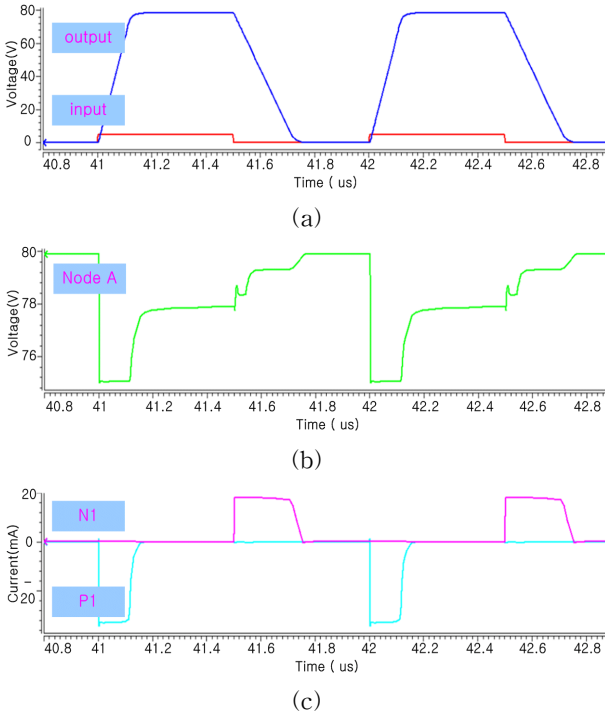 Voltage(V)
80
60
40
20
0
output
input
40.8 41 41.2 41.4 41.6 41.8 42 42.2 42.4 42.6 42.8
Time ( us)
(a)
Voltage(V)
80
78
76
Node A
40.8 41 41.2 41.4 41.6 41.8 42 42.2 42.4 42.6 42.8
Time ( us)
(b)
Current(mA)
20
0
-
20
N1
P1
40.8 41 41.2 41.4 41.6 41.8 42 42.2 42.4 42.6 42.8
Time ( us)
(c)